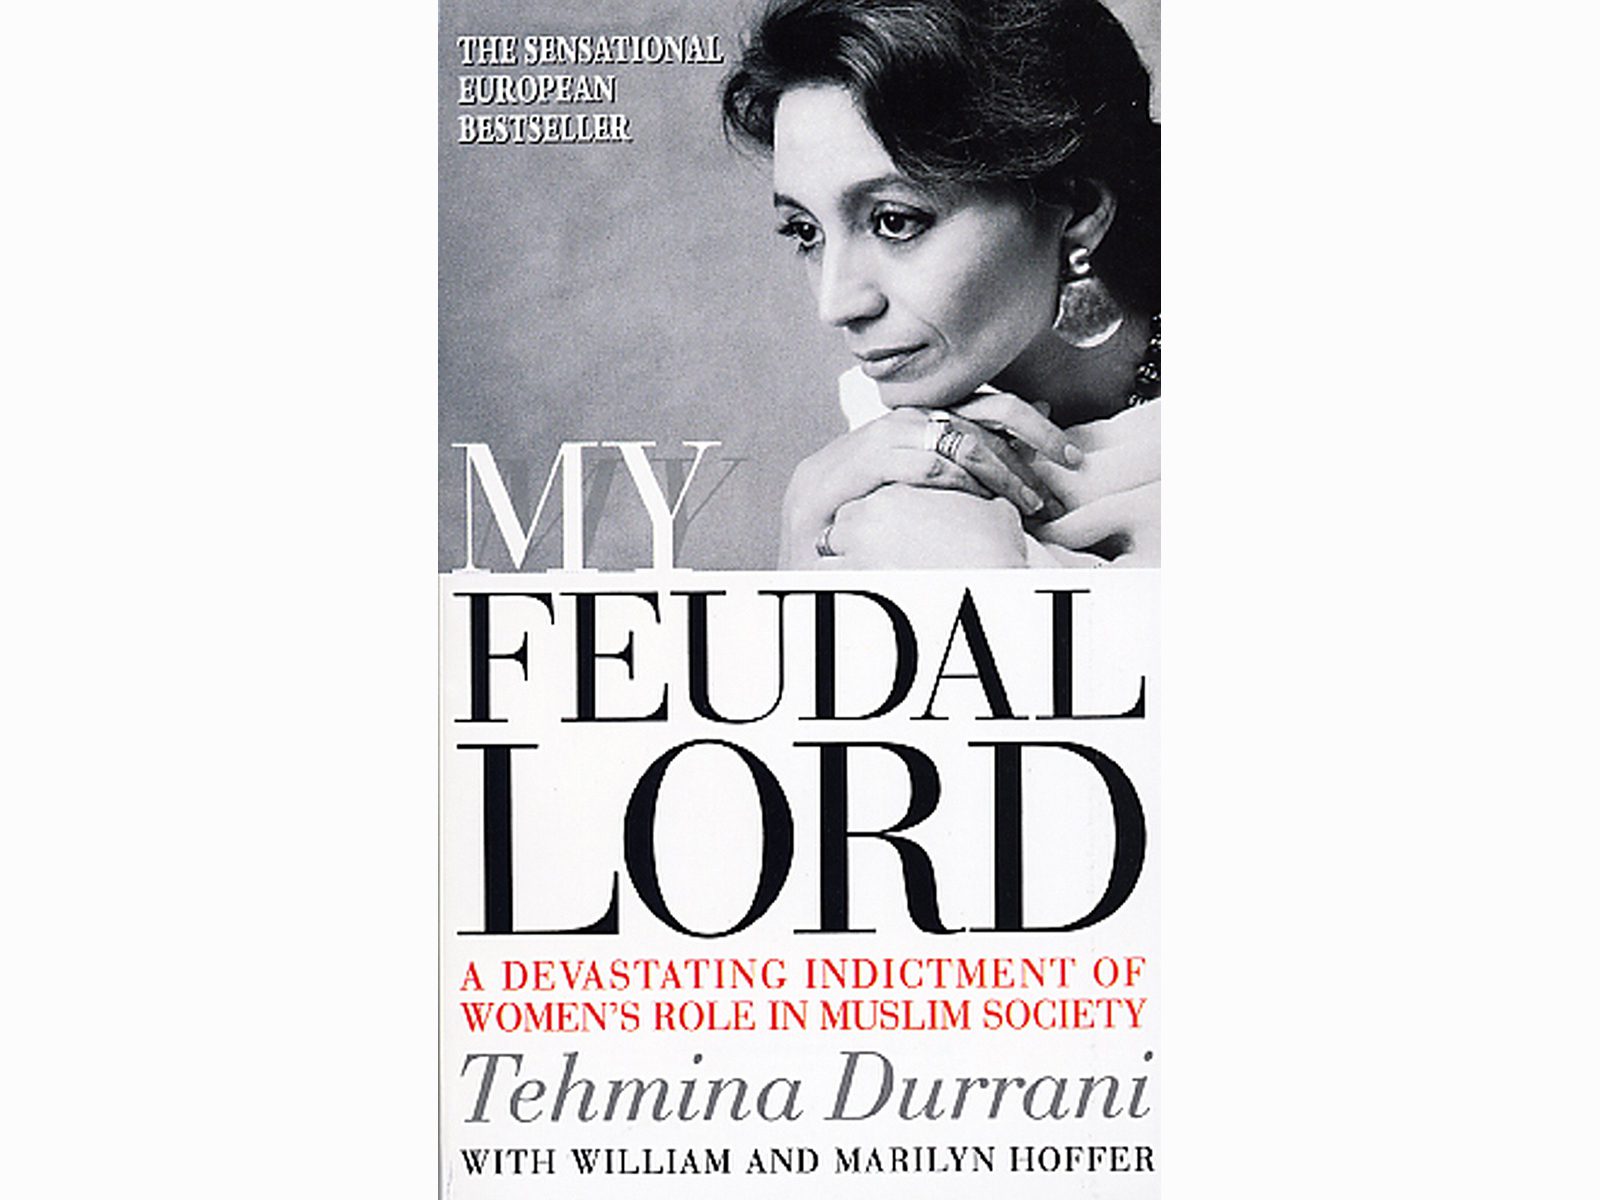 THE SENSATIONAL
EUROPEAN
BESTSELLER
MY
FEUDAL
LORD
A DEVASTATING INDICTMENT OF
WOMEN'S ROLE IN MUSLIM SOCIETY
Tehmina Durrani
WITH WILLIAM AND MARILYN HOFFER